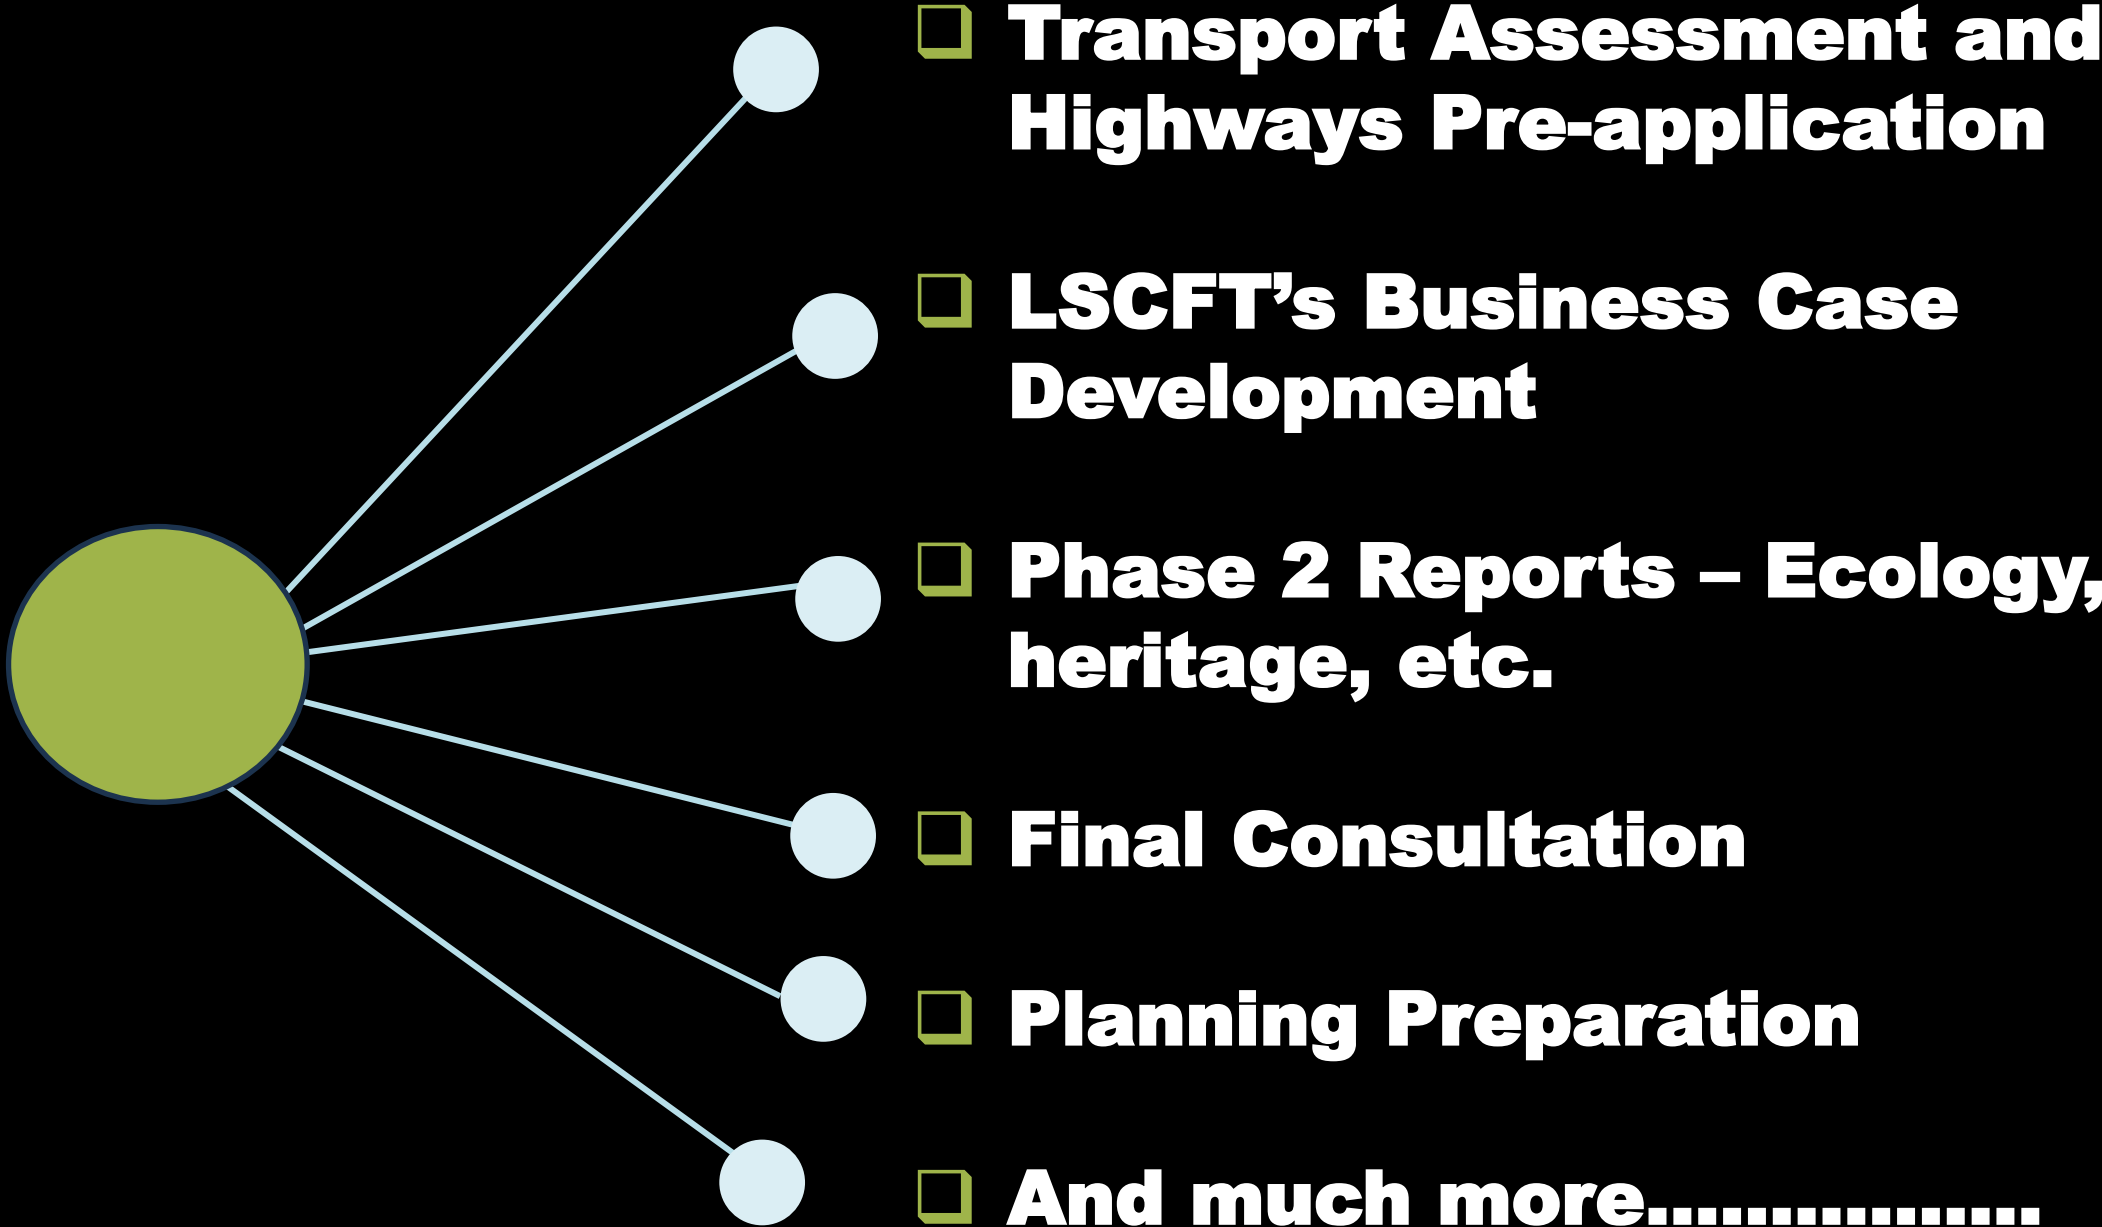 Transport Assessment and
Highways Pre-application
LSCFT’s Business Case
Development
Phase 2 Reports – Ecology,
heritage, etc.
Final Consultation
Planning Preparation
And much more................